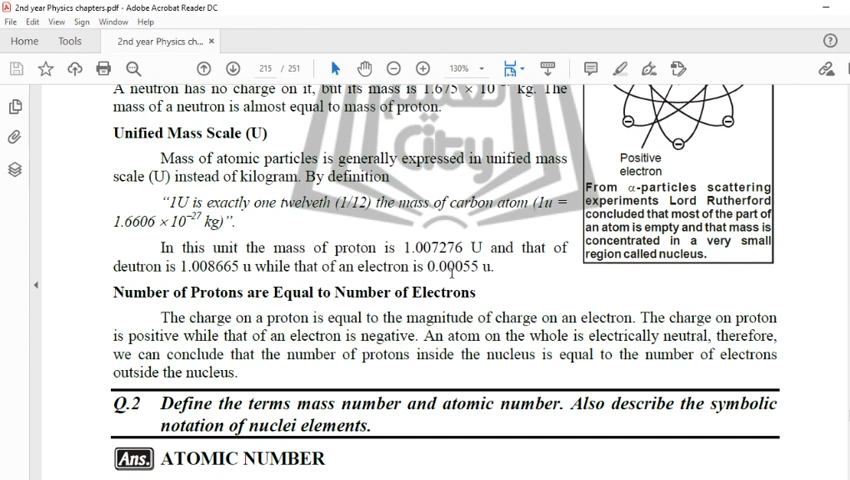 2nd year Physics chapters.pdf - Adobe Acrobat Reader DC
File Edit View Sign Window Help
Home Tools 2nd year Physics ch... ×
215 / 251 130%
A neutron has no charge on it, but its mass is 1.675 × 10 kg. The
mass of a neutron is almost equal to mass of proton.
Unified Mass Scale (U)
Mass of atomic particles is generally expressed in unified mass
scale (U) instead of kilogram. By definition
"1U is exactly one twelveth (1/12) the mass of carbon atom (1u =
1.6606 × 10⁻²⁷ kg)".
In this unit the mass of proton is 1.007276 U and that of
deutron is 1.008665 u while that of an electron is 0.00055 u.
Positive
electron
From α-particles scattering
experiments Lord Rutherford
concluded that most of the part of
an atom is empty and that mass is
concentrated in a very small
region called nucleus.
Number of Protons are Equal to Number of Electrons
The charge on a proton is equal to the magnitude of charge on an electron. The charge on proton
is positive while that of an electron is negative. An atom on the whole is electrically neutral, therefore,
we can conclude that the number of protons inside the nucleus is equal to the number of electrons
outside the nucleus.
Q.2 Define the terms mass number and atomic number. Also describe the symbolic
notation of nuclei elements.
Ans. ATOMIC NUMBER
City